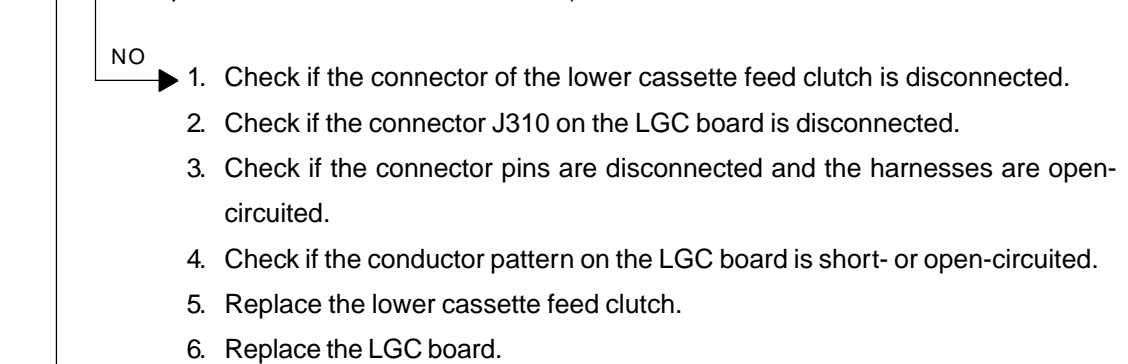 NO
1. Check if the connector of the lower cassette feed clutch is disconnected.
2. Check if the connector J310 on the LGC board is disconnected.
3. Check if the connector pins are disconnected and the harnesses are open-
circuited.
4. Check if the conductor pattern on the LGC board is short- or open-circuited.
5. Replace the lower cassette feed clutch.
6. Replace the LGC board.